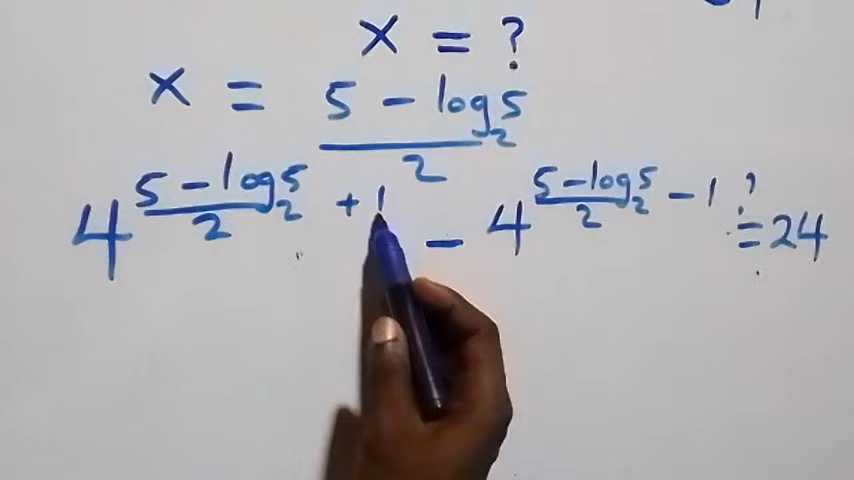 x = ?
x = (5 - log₂5)/2
4^((5 - log₂5)/2 + 1) - 4^((5 - log₂5)/2 - 1) ?= 24